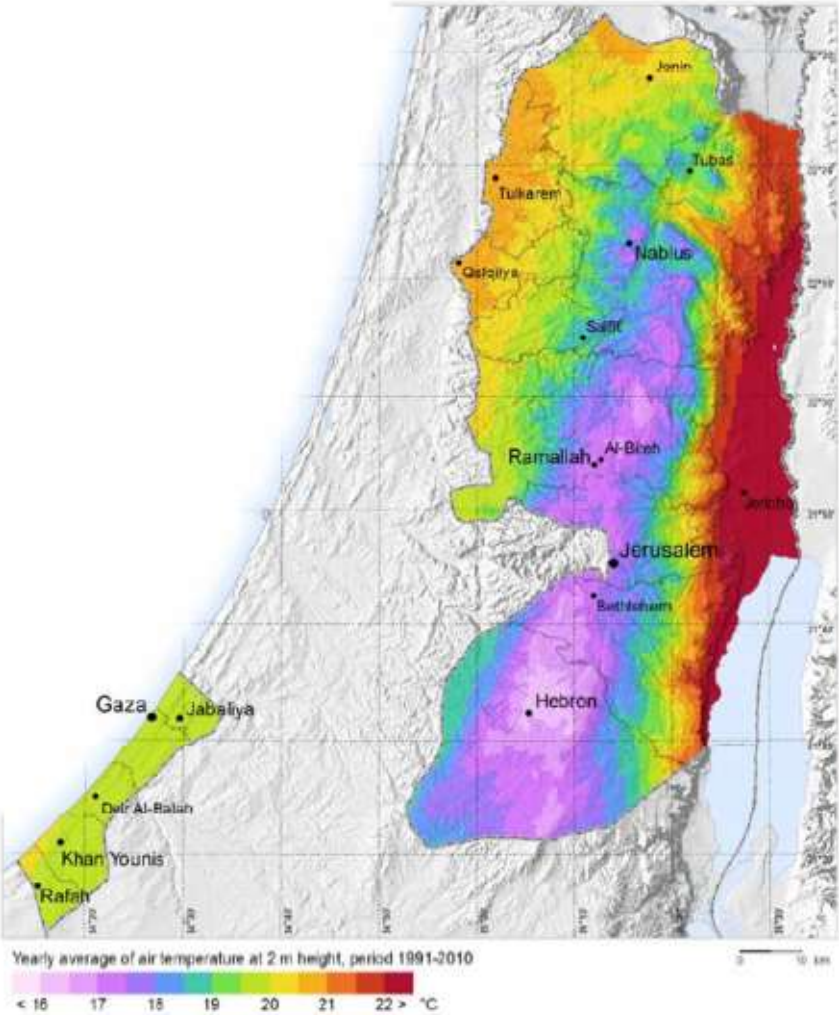 Jenin
Tubas
Tulkarem
Nablus
Qalqiliya
Salfit
Al-Bireh
Ramallah
Jericho
Jerusalem
Bethlehem
Gaza
Jabaliya
Hebron
Deir Al-Balah
Khan Younis
Rafah
Yearly average of air temperature at 2 m height, period 1991-2010
0 10 km
< 16 17 18 19 20 21 22 > °C